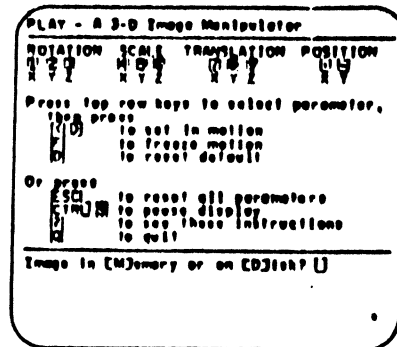 PLAY - A 3-D Image Manipulator
ROTATION SCALE TRANSLATION POSITION
X Y Z X Y Z X Y Z X Y
Press top row keys to select parameter,
then press
to set in motion
F to freeze motion
D to reset default
Or press
ESC to reset all parameters
CTRL S to pause display
? to see these instructions
Q to quit
Image in [M]emory or on [D]isk?